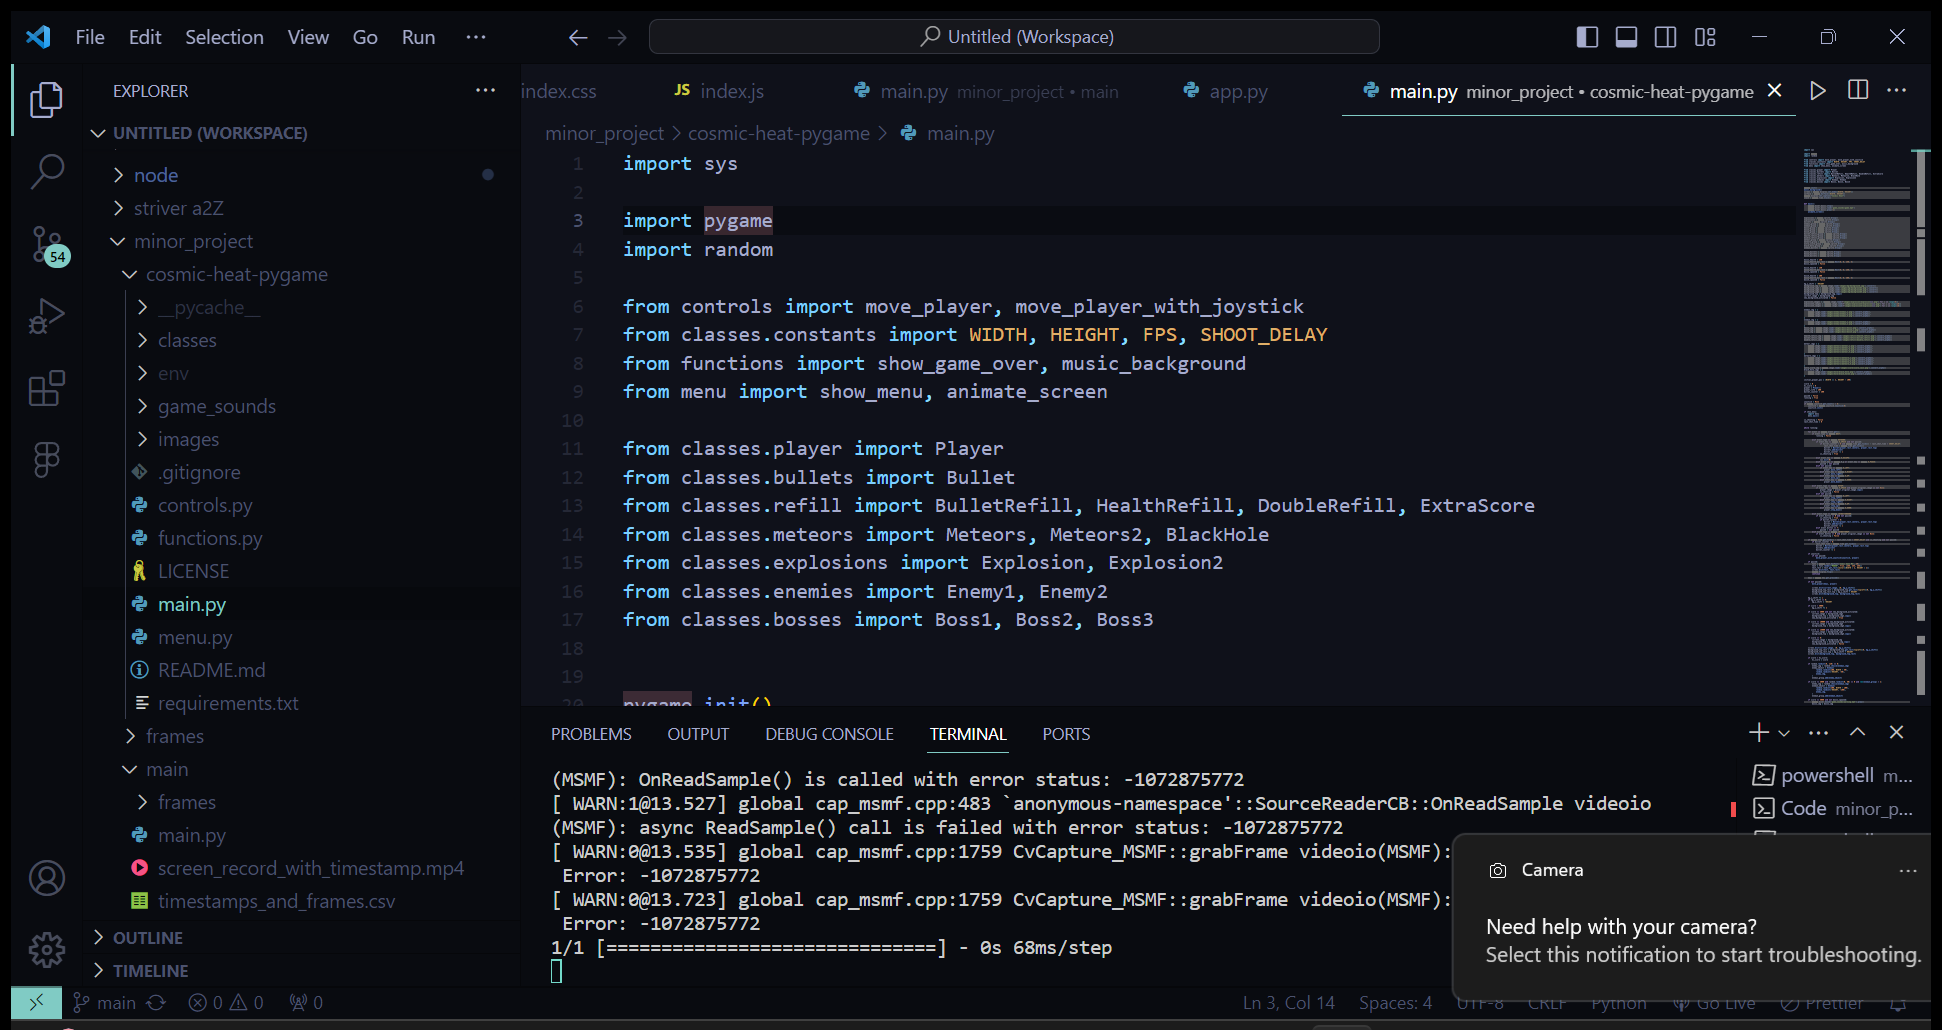 File Edit Selection View Go Run ···
Untitled (Workspace)
EXPLORER ···
UNTITLED (WORKSPACE)
node
striver a2Z
minor_project
cosmic-heat-pygame
__pycache__
classes
env
game_sounds
images
.gitignore
controls.py
functions.py
LICENSE
main.py
menu.py
README.md
requirements.txt
frames
main
frames
main.py
screen_record_with_timestamp.mp4
timestamps_and_frames.csv
OUTLINE
TIMELINE
54
index.css JS index.js main.py minor_project • main app.py main.py minor_project • cosmic-heat-pygame
minor_project > cosmic-heat-pygame > main.py
1 import sys
2
3 import pygame
4 import random
5
6 from controls import move_player, move_player_with_joystick
7 from classes.constants import WIDTH, HEIGHT, FPS, SHOOT_DELAY
8 from functions import show_game_over, music_background
9 from menu import show_menu, animate_screen
10
11 from classes.player import Player
12 from classes.bullets import Bullet
13 from classes.refill import BulletRefill, HealthRefill, DoubleRefill, ExtraScore
14 from classes.meteors import Meteors, Meteors2, BlackHole
15 from classes.explosions import Explosion, Explosion2
16 from classes.enemies import Enemy1, Enemy2
17 from classes.bosses import Boss1, Boss2, Boss3
18
19
20 pygame.init()
PROBLEMS OUTPUT DEBUG CONSOLE TERMINAL PORTS
(MSMF): OnReadSample() is called with error status: -1072875772
[ WARN:1@13.527] global cap_msmf.cpp:483 `anonymous-namespace'::SourceReaderCB::OnReadSample videoio
(MSMF): async ReadSample() call is failed with error status: -1072875772
[ WARN:0@13.535] global cap_msmf.cpp:1759 CvCapture_MSMF::grabFrame videoio(MSMF):
Error: -1072875772
[ WARN:0@13.723] global cap_msmf.cpp:1759 CvCapture_MSMF::grabFrame videoio(MSMF):
Error: -1072875772
1/1 [==============================] - 0s 68ms/step
powershell m...
Code minor_p...
Camera ···
Need help with your camera?
Select this notification to start troubleshooting.
main 0 0 0 Ln 3, Col 14 Spaces: 4 UTF-8 CRLF Python Go Live Prettier